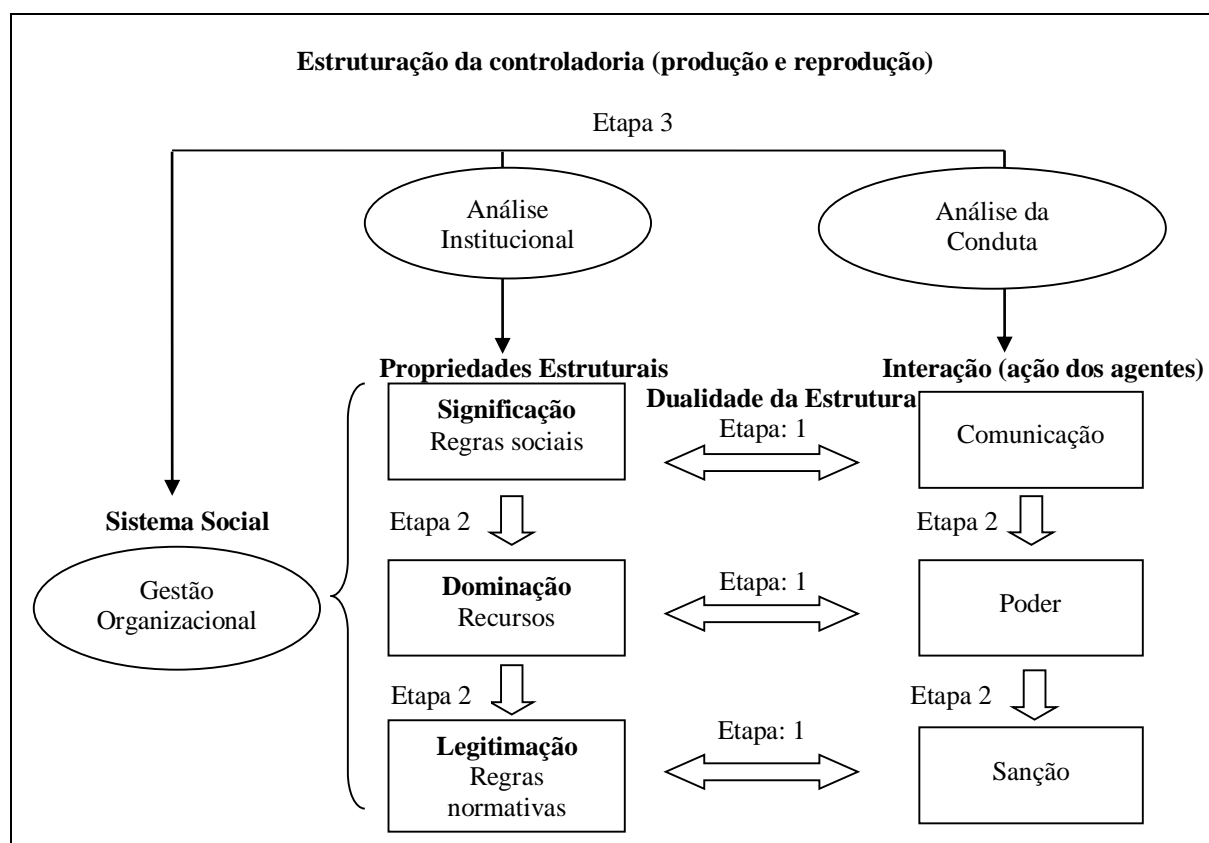 Estruturação da controladoria (produção e reprodução)
Etapa 3
Análise
Institucional
Análise da
Conduta
Propriedades Estruturais
Interação (ação dos agentes)
Dualidade da Estrutura
Significação
Regras sociais
Etapa: 1
Comunicação
Etapa 2
Etapa 2
Sistema Social
Gestão
Organizacional
Dominação
Recursos
Etapa: 1
Poder
Etapa 2
Etapa 2
Legitimação
Regras
normativas
Etapa: 1
Sanção